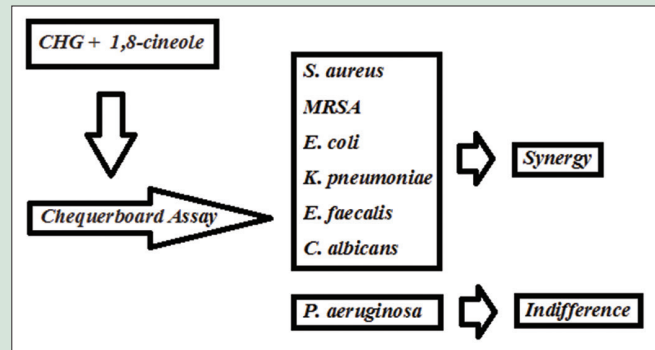 CHG + 1,8-cineole
Chequerboard Assay
S. aureus
MRSA
E. coli
K. pneumoniae
E. faecalis
C. albicans
Synergy
P. aeruginosa
Indifference